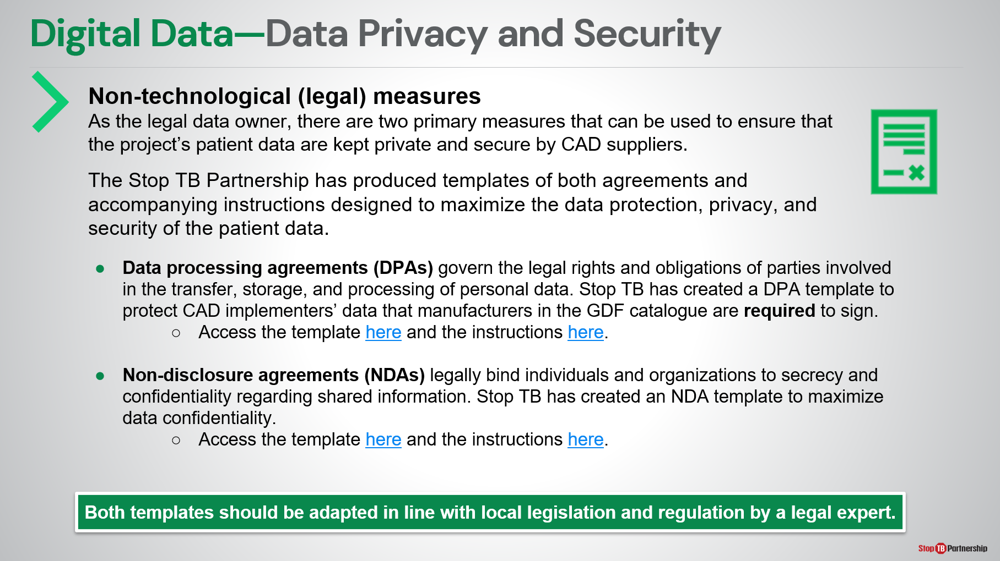 Digital Data—Data Privacy and Security
Non-technological (legal) measures
As the legal data owner, there are two primary measures that can be used to ensure that
the project’s patient data are kept private and secure by CAD suppliers.
The Stop TB Partnership has produced templates of both agreements and
accompanying instructions designed to maximize the data protection, privacy, and
security of the patient data.
● Data processing agreements (DPAs) govern the legal rights and obligations of parties involved
in the transfer, storage, and processing of personal data. Stop TB has created a DPA template to
protect CAD implementers’ data that manufacturers in the GDF catalogue are required to sign.
○ Access the template here and the instructions here.
● Non-disclosure agreements (NDAs) legally bind individuals and organizations to secrecy and
confidentiality regarding shared information. Stop TB has created an NDA template to maximize
data confidentiality.
○ Access the template here and the instructions here.
Both templates should be adapted in line with local legislation and regulation by a legal expert.
Stop TB Partnership